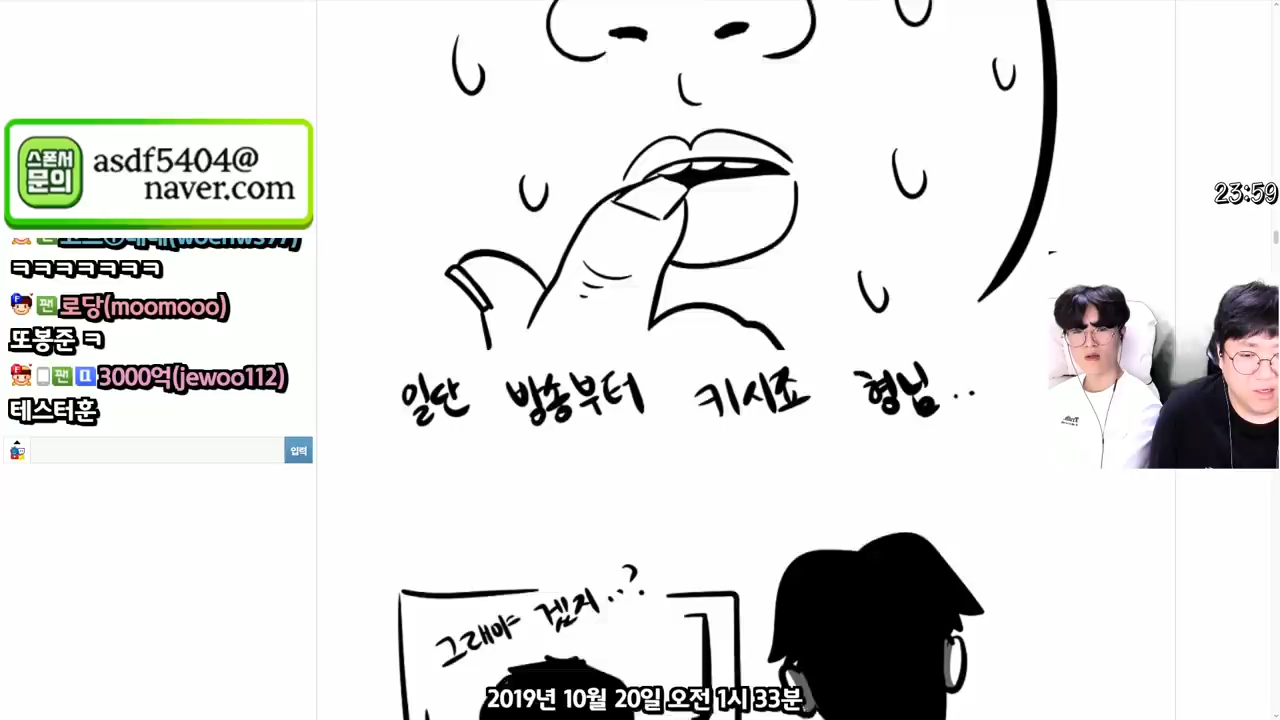 스폰서
문의
asdf5404@
naver.com
ㅋㅋㅋㅋㅋㅋㅋ
팬 로당(moomooo)
또봉준 ㅋ
팬 3000억(jewoo112)
테스터훈
입력
일단 방송부터 키시죠 형님..
23:59
그래야 겠지..?
2019년 10월 20일 오전 1시 33분